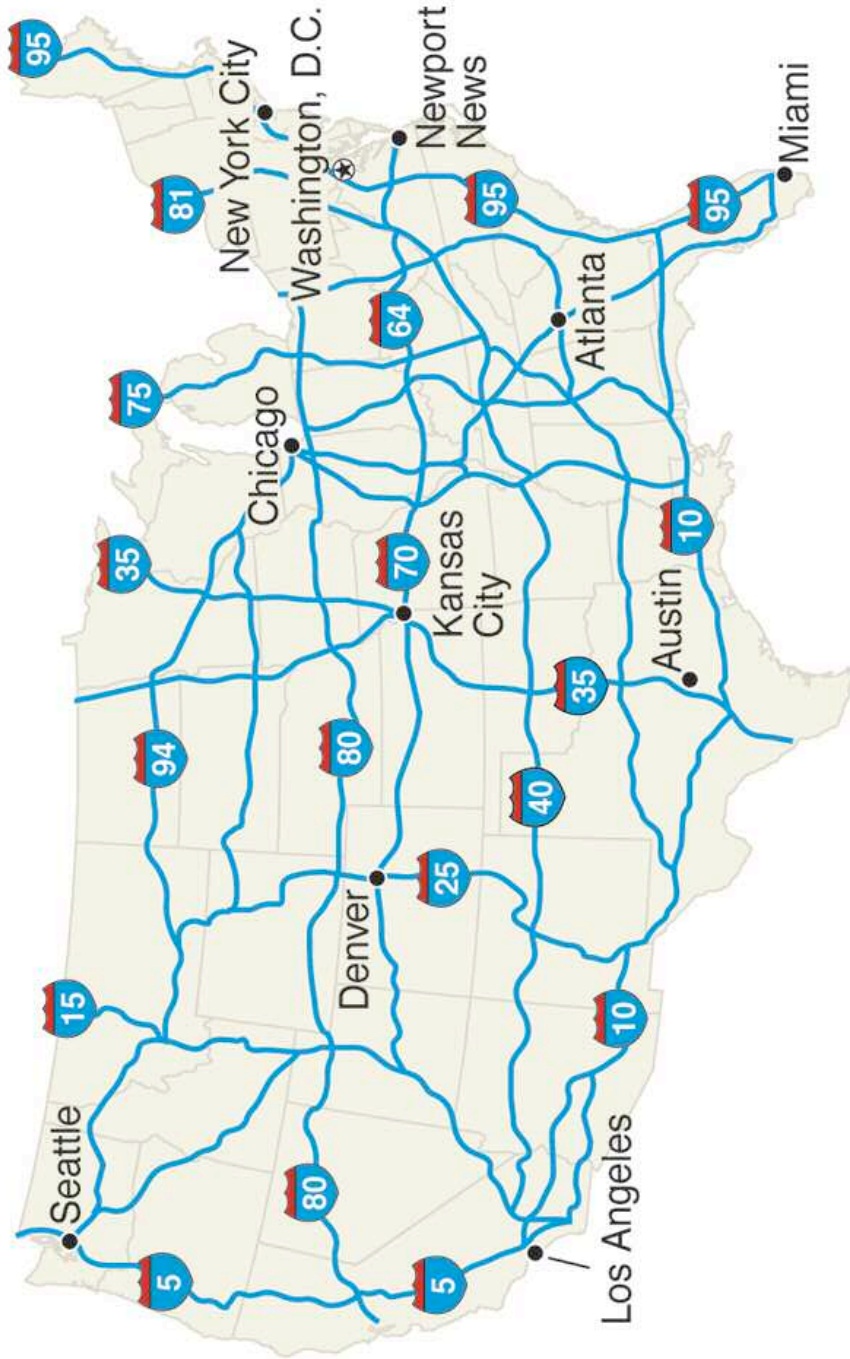 95
81
New York City
Washington, D.C.
Newport
News
95
95
Miami
75
64
Atlanta
Chicago
35
70
Kansas
City
10
Austin
35
94
80
40
Denver
25
15
10
Seattle
80
5
5
Los Angeles